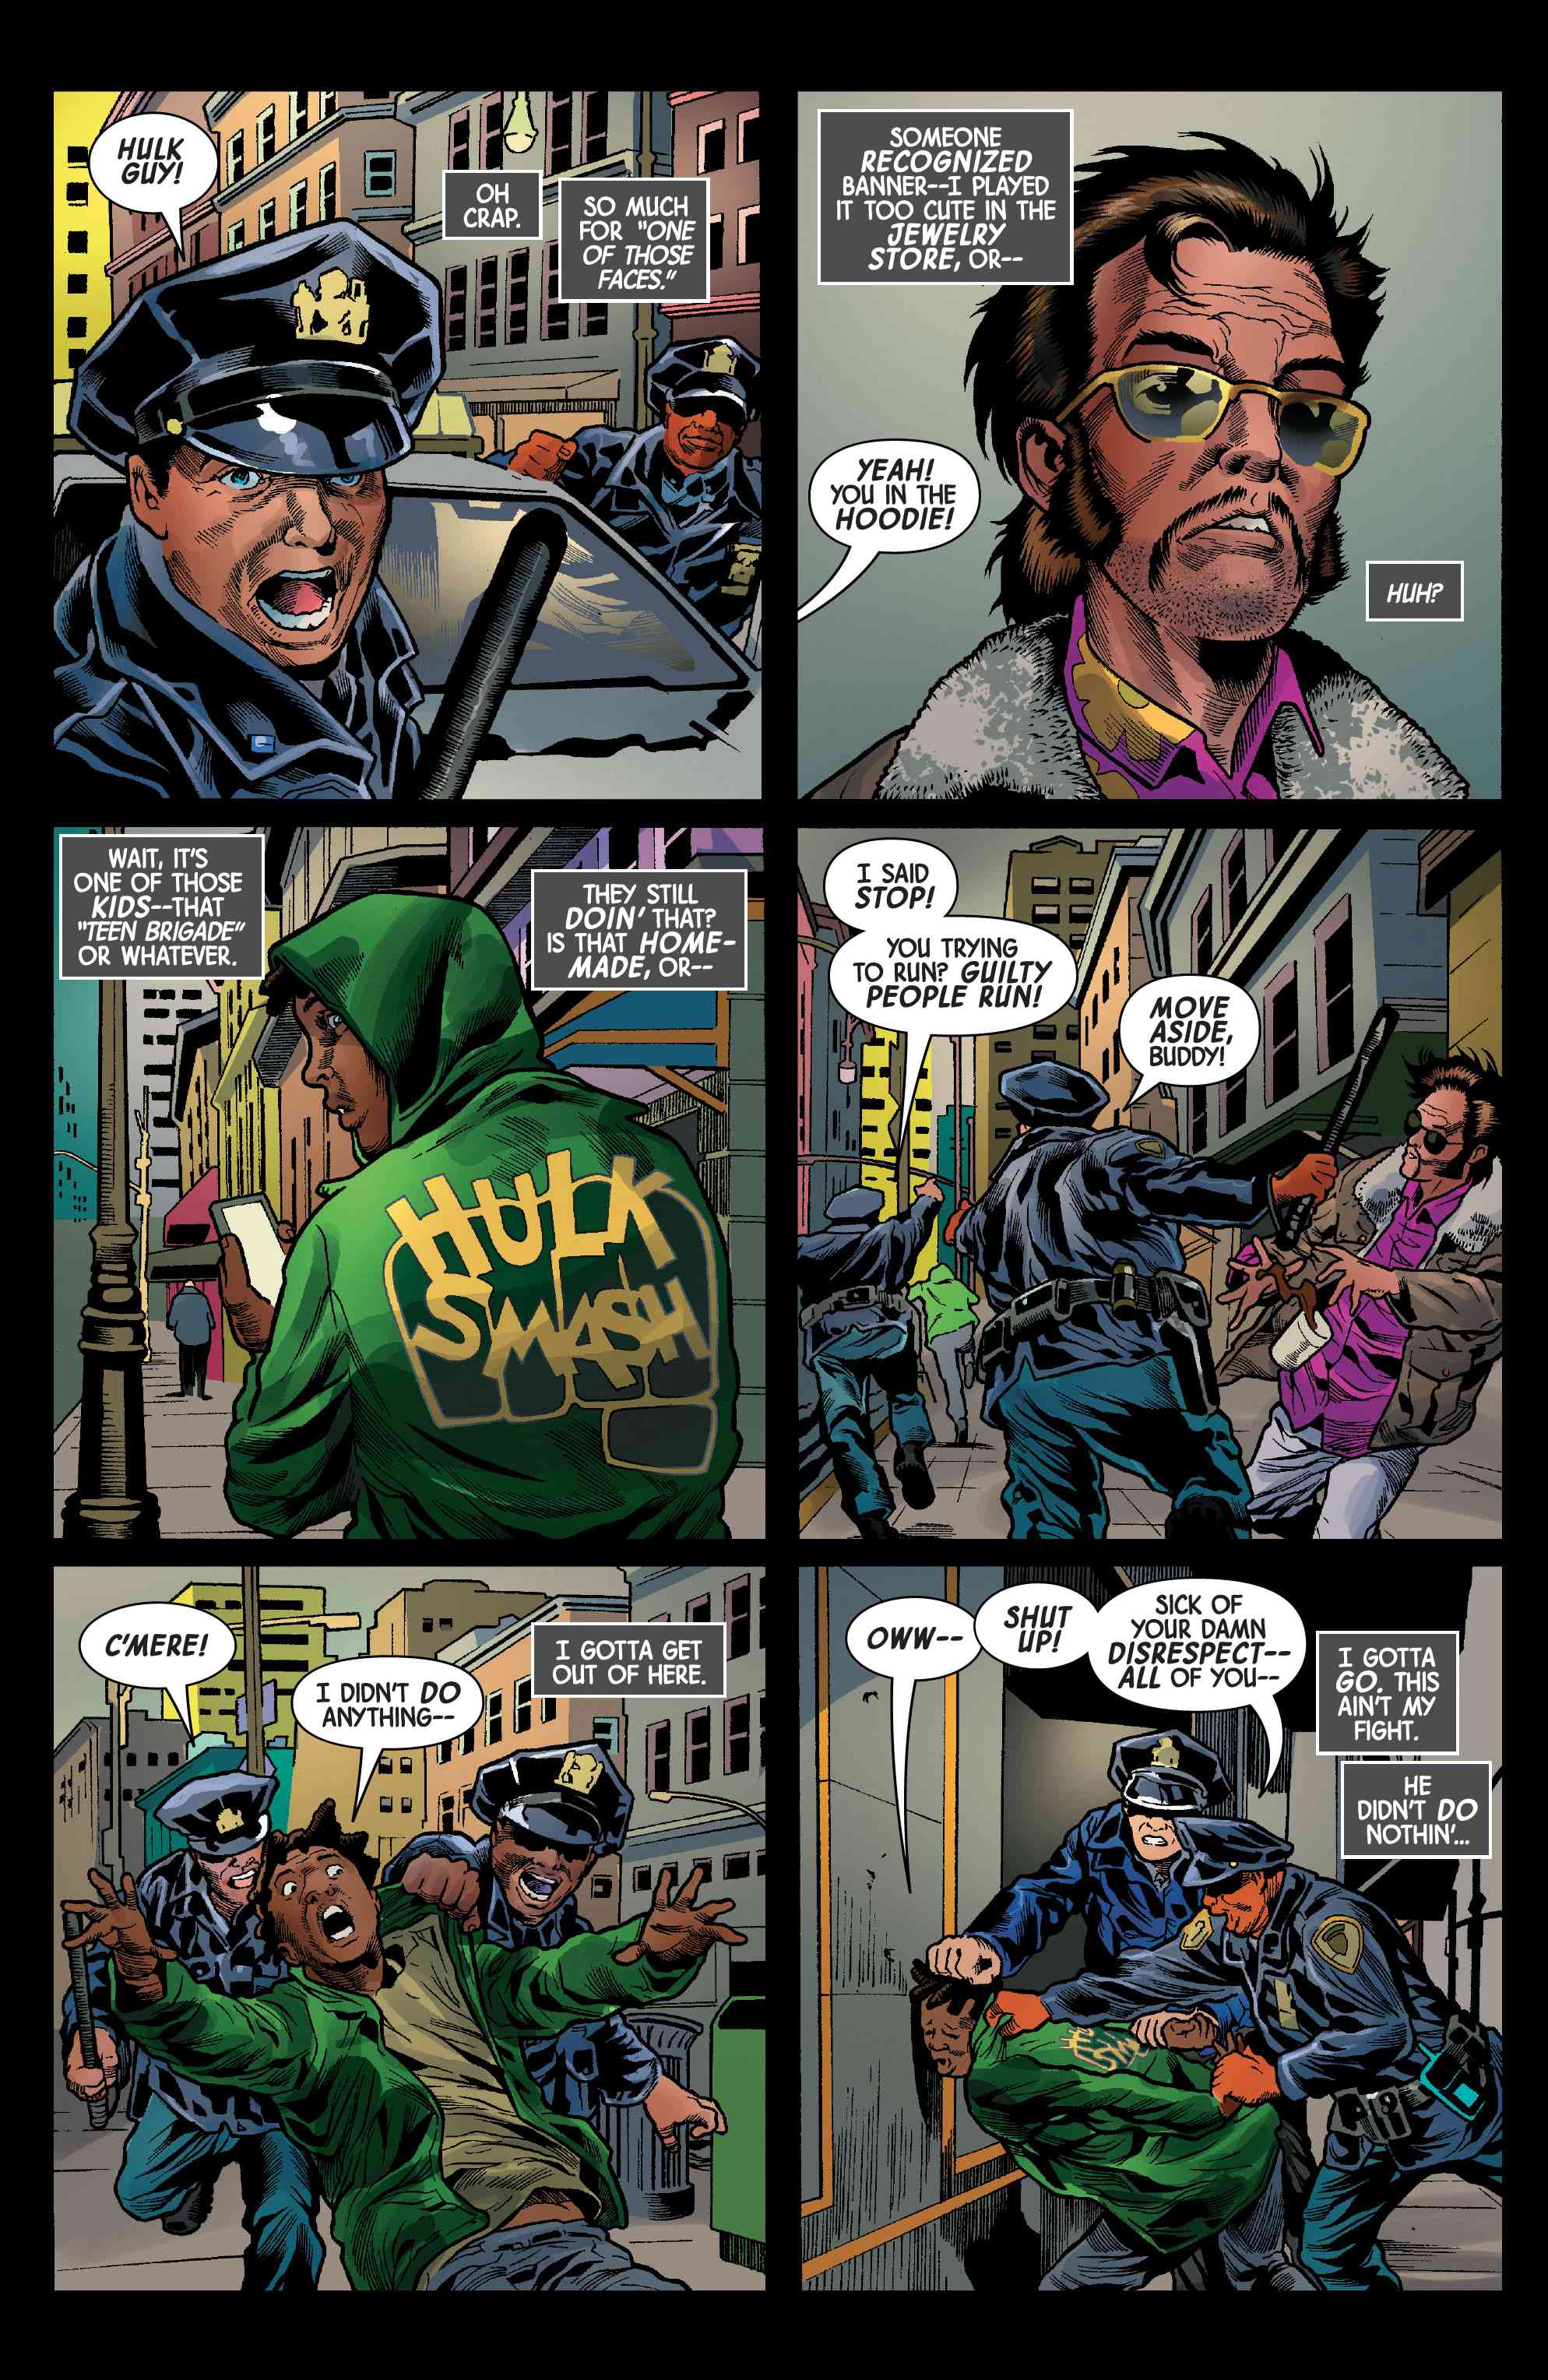 HULK
GUY!
OH
CRAP.
SO MUCH
FOR "ONE
OF THOSE
FACES."
SOMEONE
RECOGNIZED
BANNER--I PLAYED
IT TOO CUTE IN THE
JEWELRY
STORE, OR--
YEAH!
YOU IN THE
HOODIE!
HUH?
WAIT, IT'S
ONE OF THOSE
KIDS--THAT
"TEEN BRIGADE"
OR WHATEVER.
THEY STILL
DOIN' THAT?
IS THAT HOME-
MADE, OR--
HULK
SMASH
I SAID
STOP!
YOU TRYING
TO RUN? GUILTY
PEOPLE RUN!
MOVE
ASIDE,
BUDDY!
C'MERE!
I DIDN'T DO
ANYTHING--
I GOTTA GET
OUT OF HERE.
OWW--
SHUT
UP!
SICK OF
YOUR DAMN
DISRESPECT--
ALL OF YOU--
I GOTTA
GO. THIS
AIN'T MY
FIGHT.
HE
DIDN'T DO
NOTHIN'...